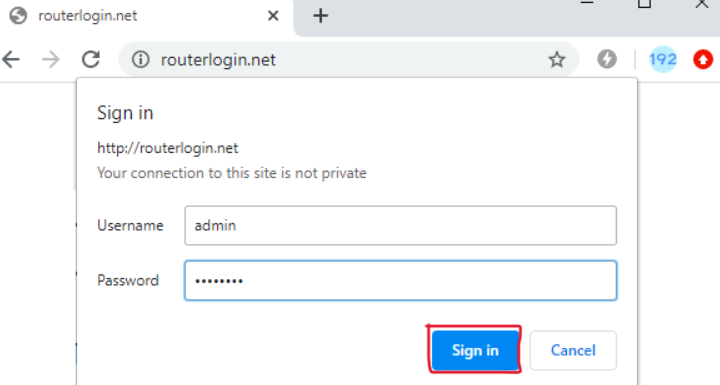 routerlogin.net
routerlogin.net
192
Sign in
http://routerlogin.net
Your connection to this site is not private
Username admin
Password ••••••••
Sign in Cancel